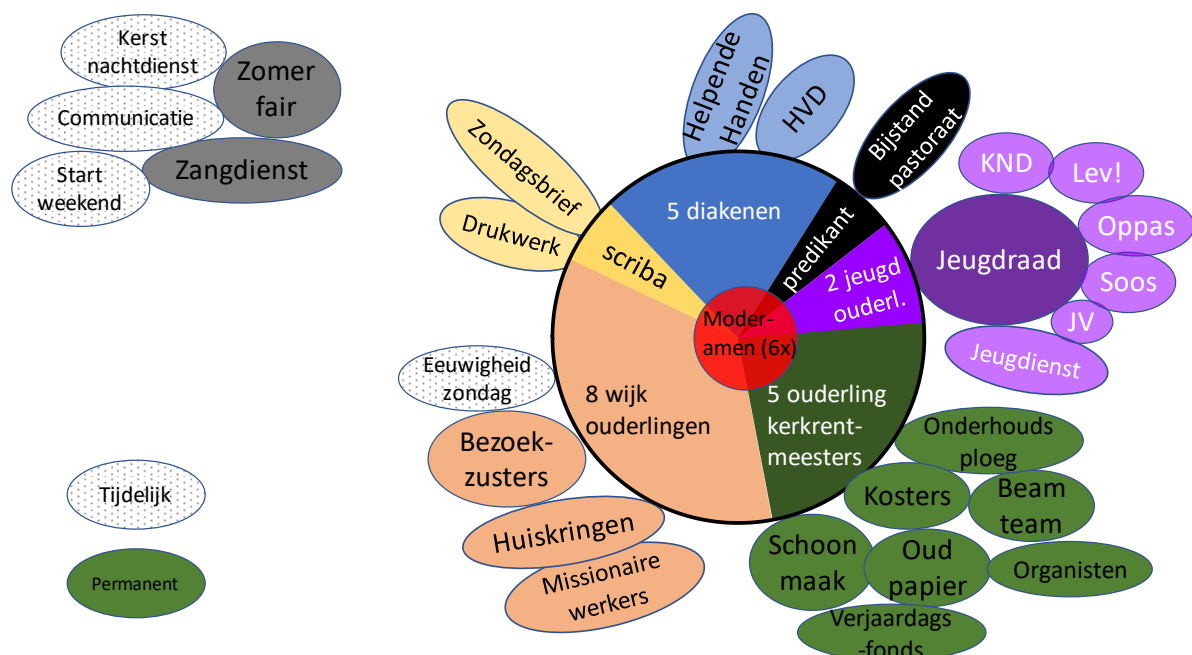 Kerst
nachtdienst
Zomer
fair
Communicatie
Zangdienst
Start
weekend
Helpende
Handen
HVD
Bijstand
pastoraat
Zondagsbrief
Drukwerk
KND
Lev!
Oppas
Jeugdraad
Soos
JV
Jeugdienst
5 diakenen
predikant
scriba
2 jeugd
ouderl.
Moder-
amen (6x)
8 wijk
ouderlingen
5 ouderling
kerkrent-
meesters
Eeuwigheid
zondag
Bezoek-
zusters
Huiskringen
Missionaire
werkers
Onderhouds
ploeg
Kosters
Beam
team
Schoon
maak
Oud
papier
Organisten
Verjaardags
-fonds
Tijdelijk
Permanent